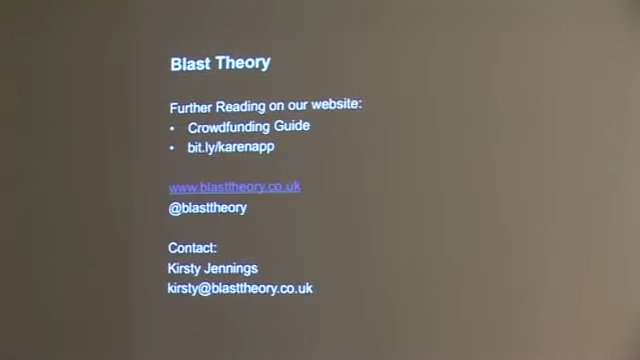 Blast Theory
Further Reading on our website:
• Crowdfunding Guide
• bit.ly/karenapp
www.blasttheory.co.uk
@blasttheory
Contact:
Kirsty Jennings
kirsty@blasttheory.co.uk